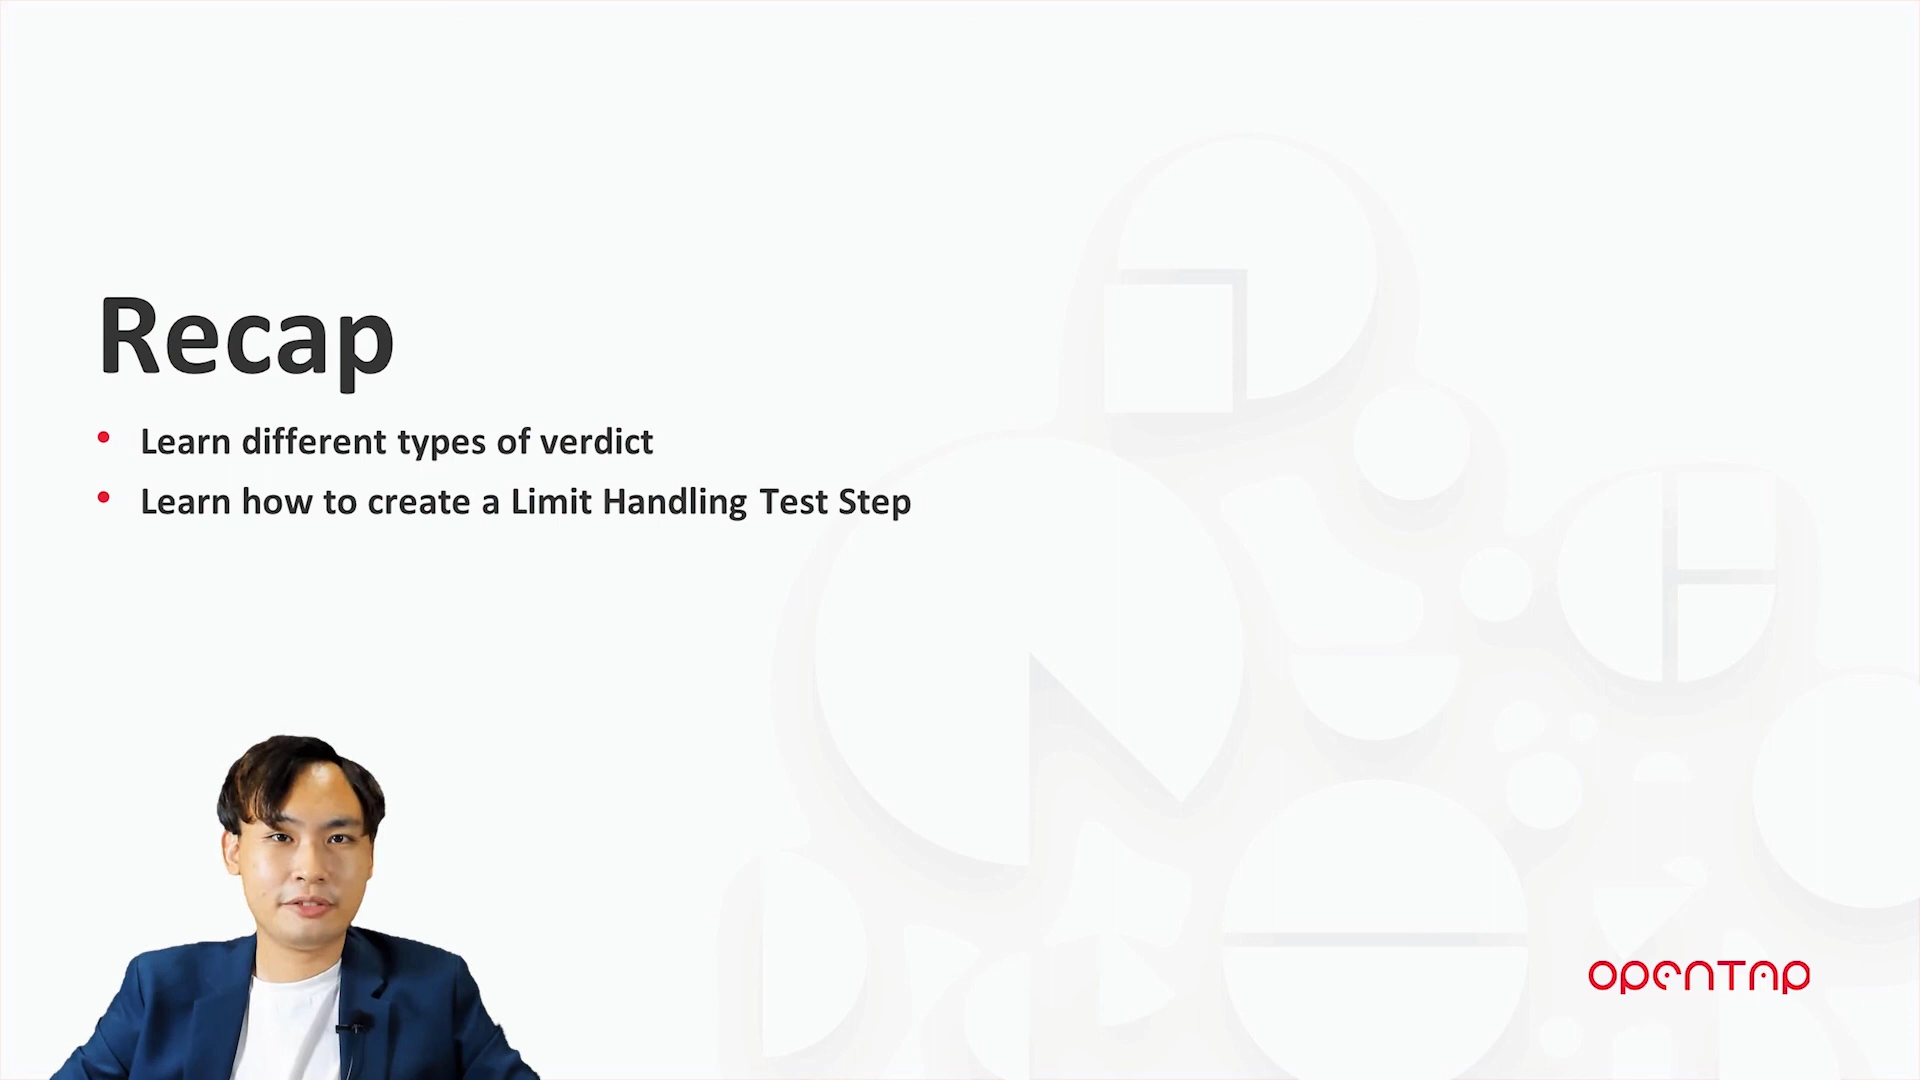 Recap
• Learn different types of verdict
• Learn how to create a Limit Handling Test Step
OPENTAP